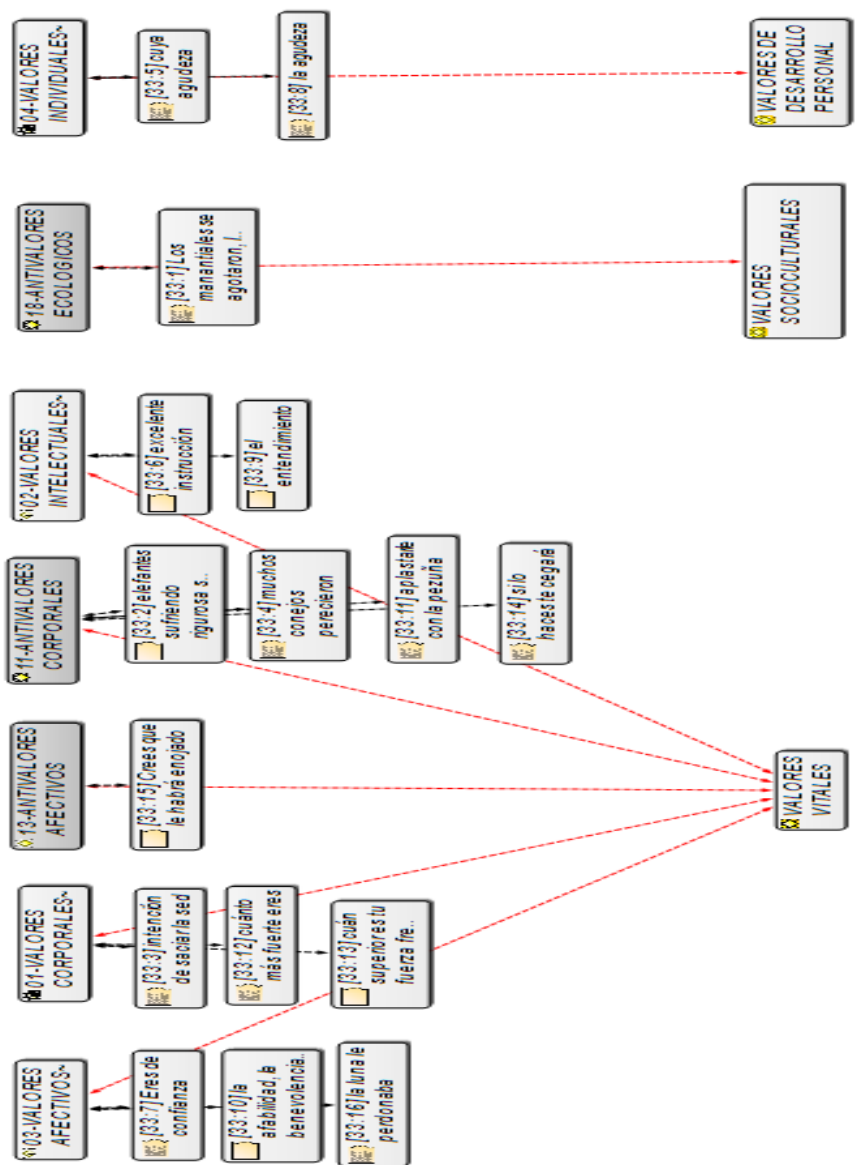 03-VALORES
AFECTIVOS~
[33:7] Eres de
confianza
[33:10] la
afabilidad, la
benevolencia..
[33:16] la luna le
perdonaba
01-VALORES
CORPORALES~
[33:3] intención
de saciar la sed
[33:12] cuánto
más fuerte eres
[33:13] cuán
superior es tu
fuerza fre..
13-ANTIVALORES
AFECTIVOS
[33:15] Crees que
le habrá enojado
11-ANTIVALORES
CORPORALES
[33:2] elefantes
sufriendo
rigurosa s..
[33:4] muchos
conejos
perecieron
[33:11] aplastarle
con la pezuña
[33:14] si lo
haces te cegará
02-VALORES
INTELECTUALES~
[33:6] excelente
instrucción
[33:9] el
entendimiento
18-ANTIVALORES
ECOLOGICOS
[33:1] Los
manantiales se
agotaron, l..
04-VALORES
INDIVIDUALES~
[33:5] cuya
agudeza
[33:8] la agudeza
VALORES
VITALES
VALORES
SOCIOCULTURALES
VALORES DE
DESARROLLO
PERSONAL